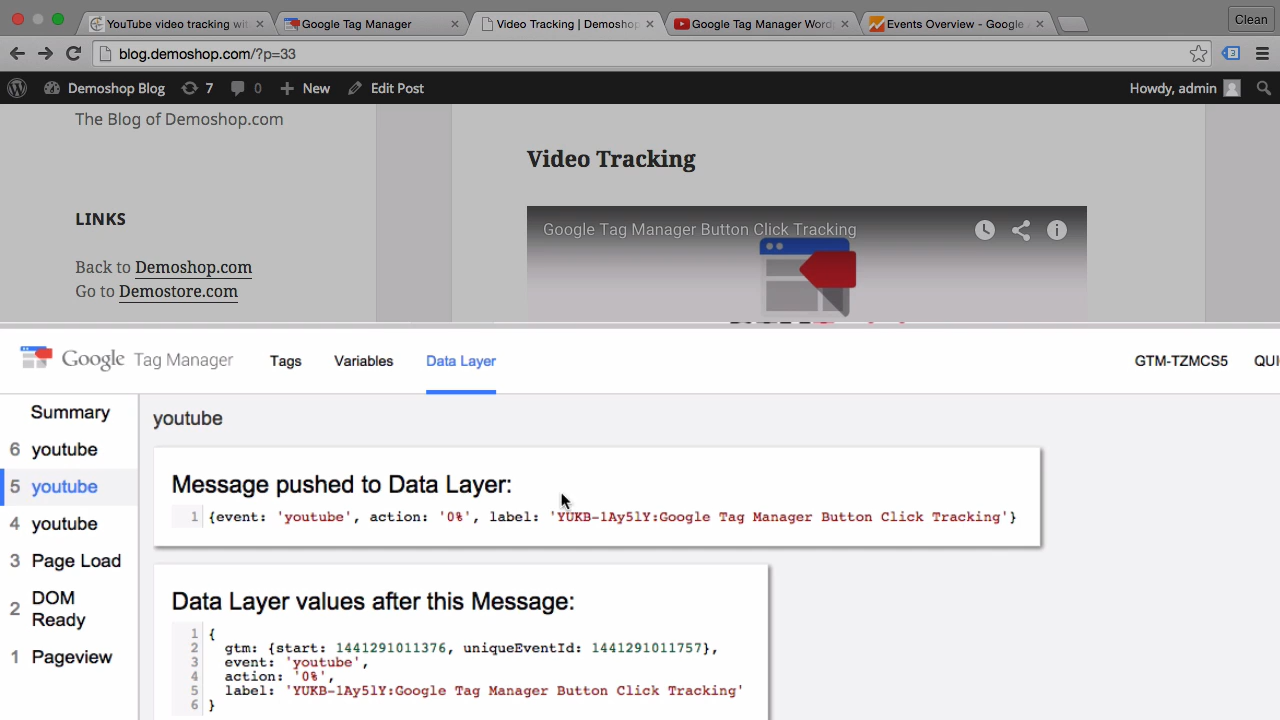 YouTube video tracking wit
Google Tag Manager
Video Tracking | Demoshop
Google Tag Manager Word
Events Overview - Google
Clean
blog.demoshop.com/?p=33
3
Demoshop Blog
7
0
New
Edit Post
Howdy, admin
The Blog of Demoshop.com
LINKS
Back to Demoshop.com
Go to Demostore.com
Video Tracking
Google Tag Manager Button Click Tracking
Google Tag Manager
Tags
Variables
Data Layer
GTM-TZMCS5
QUI
Summary
6 youtube
5 youtube
4 youtube
3 Page Load
2 DOM
Ready
1 Pageview
youtube
Message pushed to Data Layer:
1 {event: 'youtube', action: '0%', label: 'YUKB-1Ay51Y:Google Tag Manager Button Click Tracking'}
Data Layer values after this Message:
1 {
2 gtm: {start: 1441291011376, uniqueEventId: 1441291011757},
3 event: 'youtube',
4 action: '0%',
5 label: 'YUKB-1Ay51Y:Google Tag Manager Button Click Tracking'
6 }